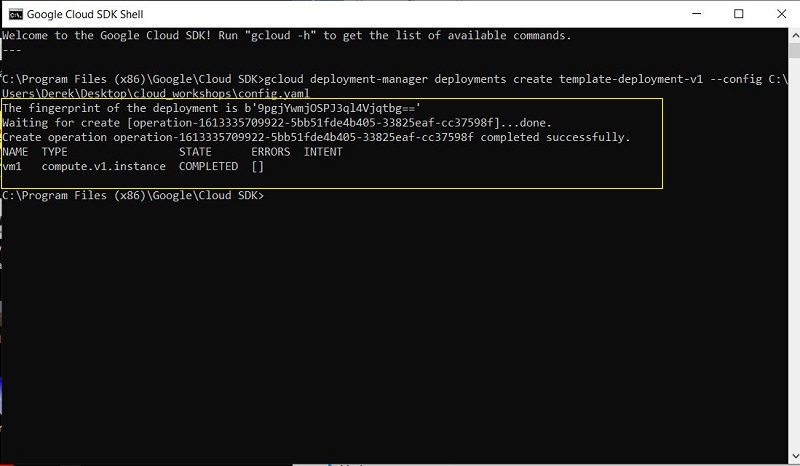 Google Cloud SDK Shell
Welcome to the Google Cloud SDK! Run "gcloud -h" to get the list of available commands.
---
C:\Program Files (x86)\Google\Cloud SDK>gcloud deployment-manager deployments create template-deployment-v1 --config C:\
Users\Derek\Desktop\cloud_workshops\config.yaml
The fingerprint of the deployment is b'9pgjYwmjOSPJ3ql4Vjqtbg=='
Waiting for create [operation-1613335709922-5bb51fde4b405-33825eaf-cc37598f]...done.
Create operation operation-1613335709922-5bb51fde4b405-33825eaf-cc37598f completed successfully.
NAME  TYPE                 STATE      ERRORS  INTENT
vm1   compute.v1.instance  COMPLETED  []
C:\Program Files (x86)\Google\Cloud SDK>